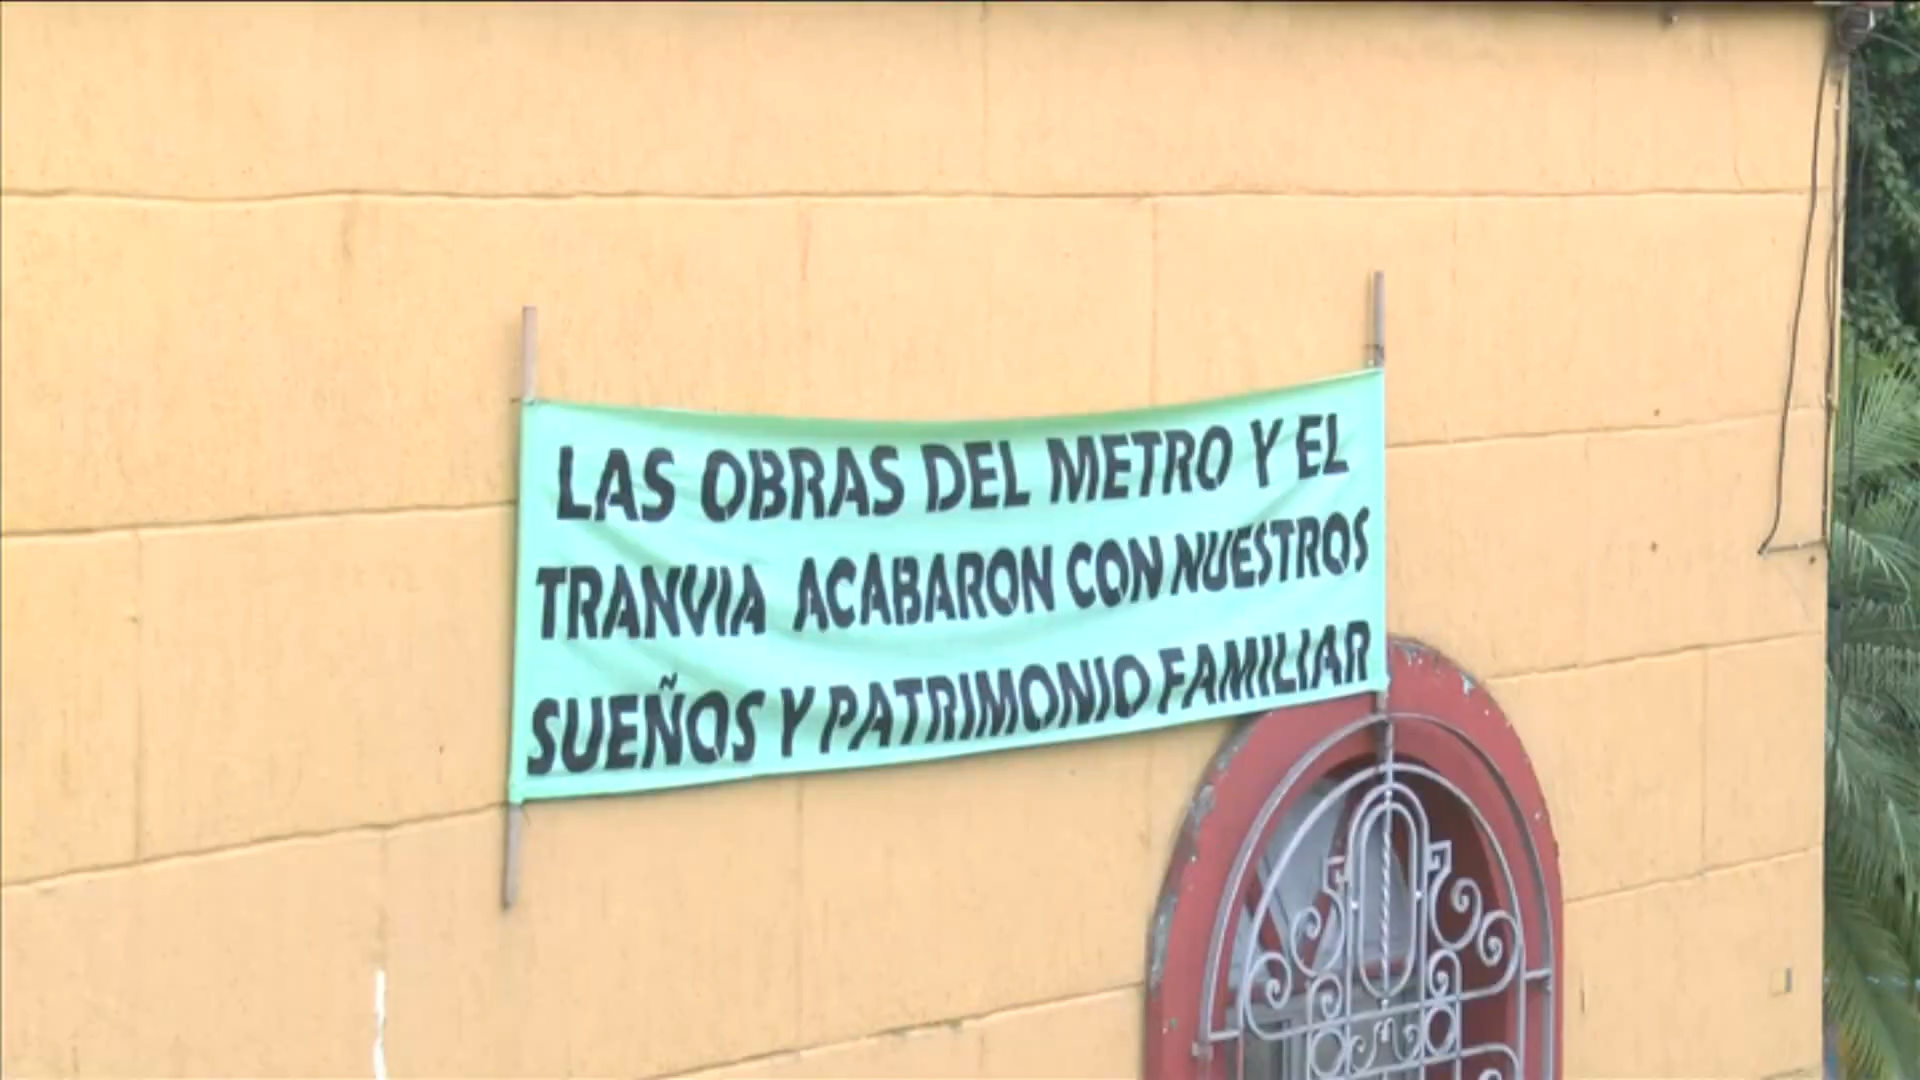 LAS OBRAS DEL METRO Y EL
TRANVIA ACABARON CON NUESTROS
SUEÑOS Y PATRIMONIO FAMILIAR